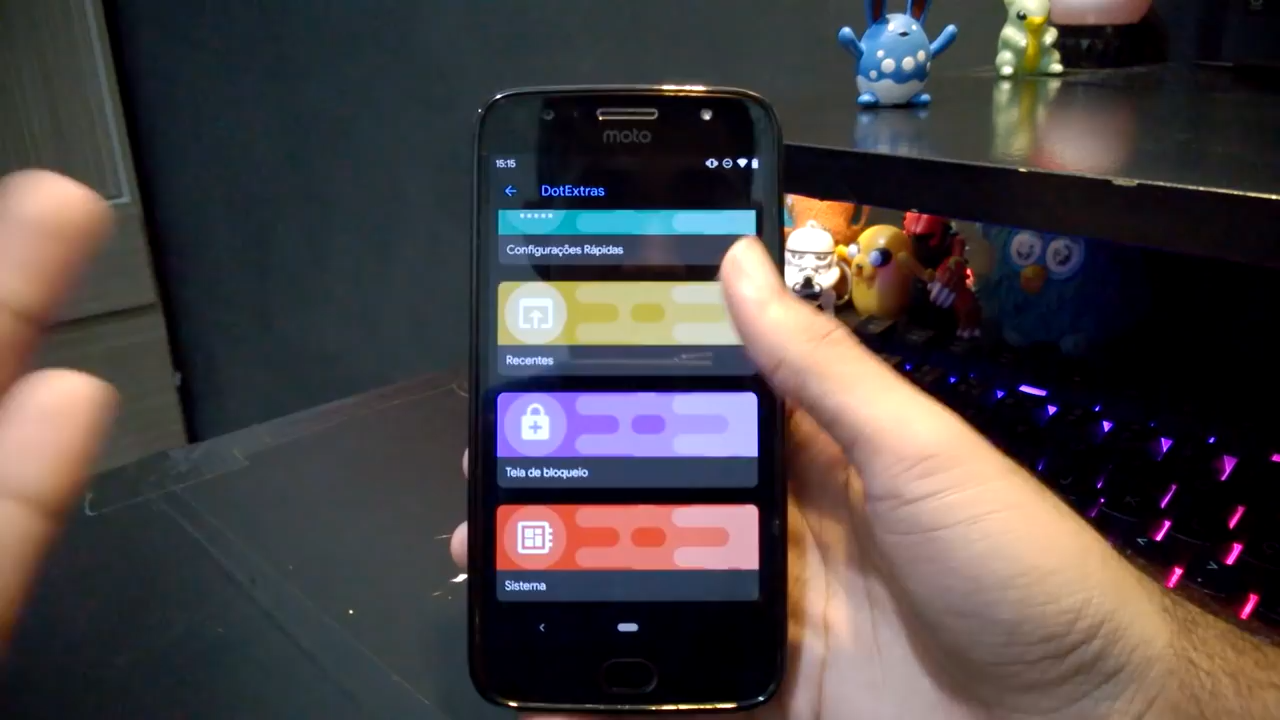 moto
15:15
DotExtras
Configurações Rápidas
Recentes
Tela de bloqueio
Sistema